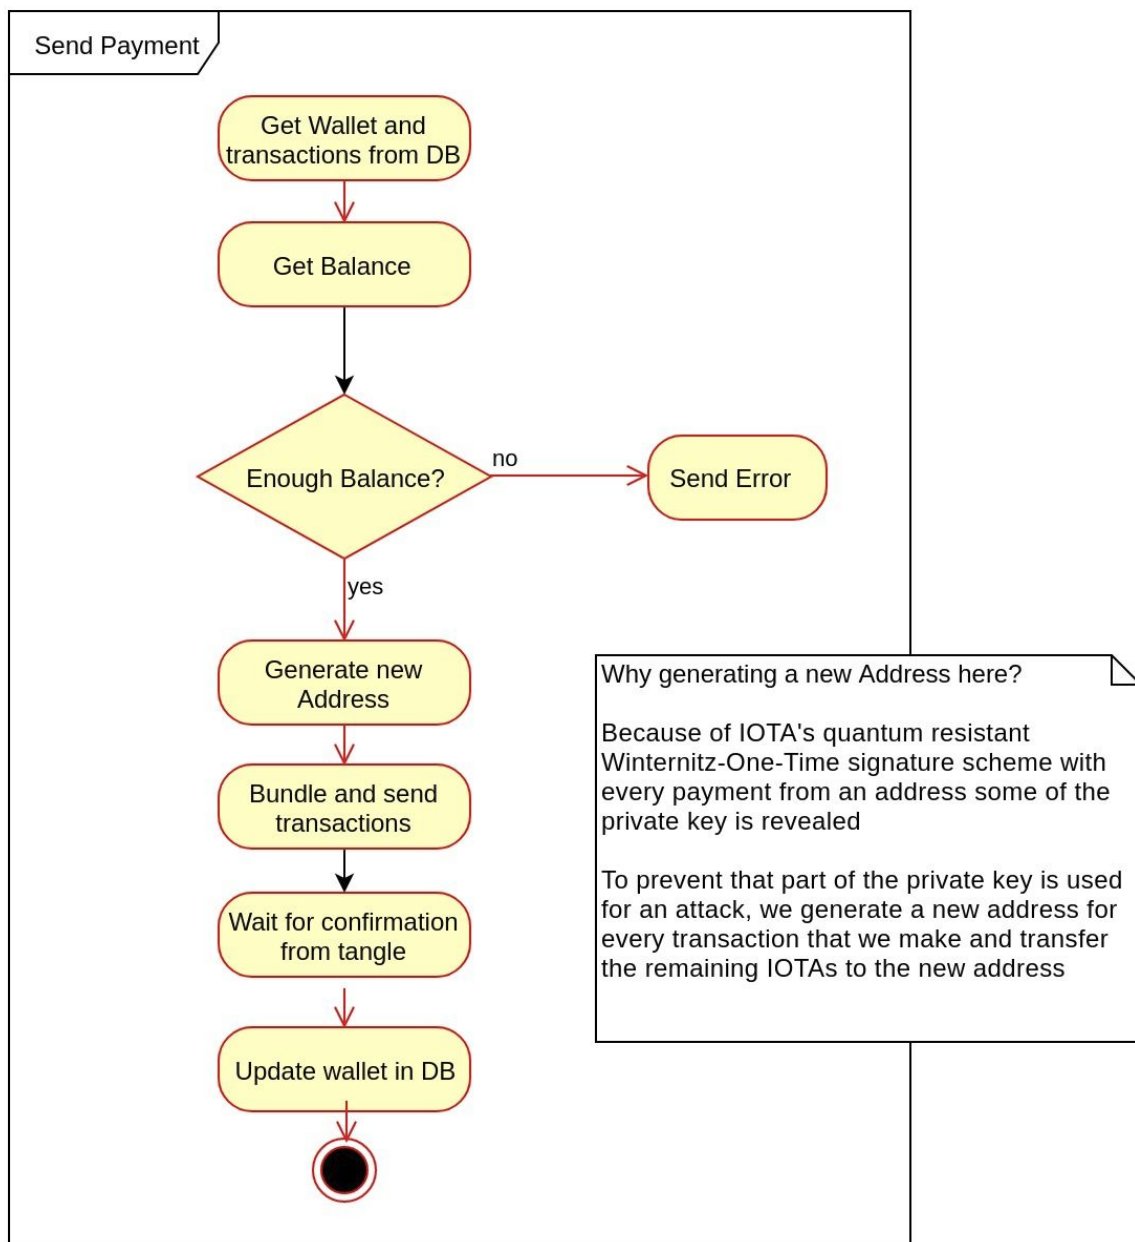 Send Payment
Get Wallet and
transactions from DB
Get Balance
Enough Balance?
no
Send Error
yes
Generate new
Address
Bundle and send
transactions
Wait for confirmation
from tangle
Update wallet in DB
Why generating a new Address here?
Because of IOTA's quantum resistant
Winternitz-One-Time signature scheme with
every payment from an address some of the
private key is revealed
To prevent that part of the private key is used
for an attack, we generate a new address for
every transaction that we make and transfer
the remaining IOTAs to the new address